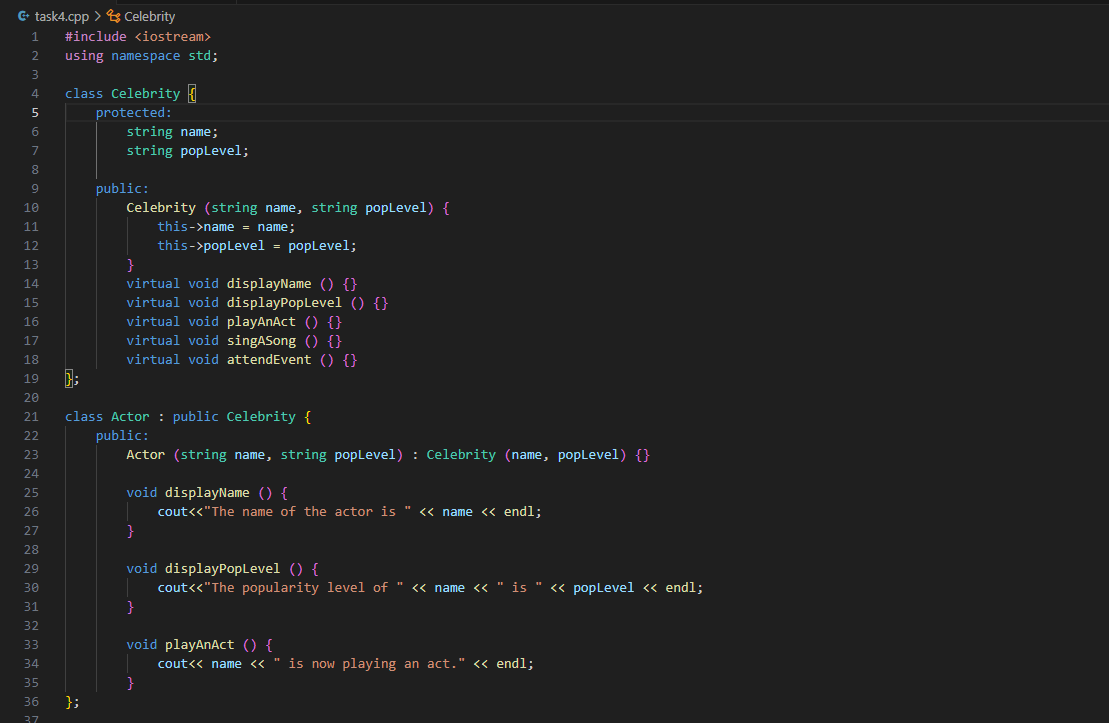 task4.cpp > Celebrity
1 #include <iostream>
2 using namespace std;
3
4 class Celebrity {
5     protected:
6         string name;
7         string popLevel;
8
9     public:
10         Celebrity (string name, string popLevel) {
11             this->name = name;
12             this->popLevel = popLevel;
13         }
14         virtual void displayName () {}
15         virtual void displayPopLevel () {}
16         virtual void playAnAct () {}
17         virtual void singASong () {}
18         virtual void attendEvent () {}
19 };
20
21 class Actor : public Celebrity {
22     public:
23         Actor (string name, string popLevel) : Celebrity (name, popLevel) {}
24
25         void displayName () {
26             cout<<"The name of the actor is " << name << endl;
27         }
28
29         void displayPopLevel () {
30             cout<<"The popularity level of " << name << " is " << popLevel << endl;
31         }
32
33         void playAnAct () {
34             cout<< name << " is now playing an act." << endl;
35         }
36 };
37